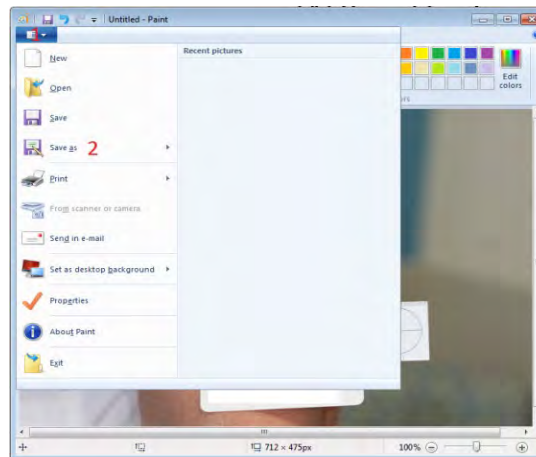 Untitled - Paint
Recent pictures
New
Open
Save
Save as 2
Print
From scanner or camera
Send in e-mail
Set as desktop background
Properties
About Paint
Exit
Edit
colors
712 × 475px
100%